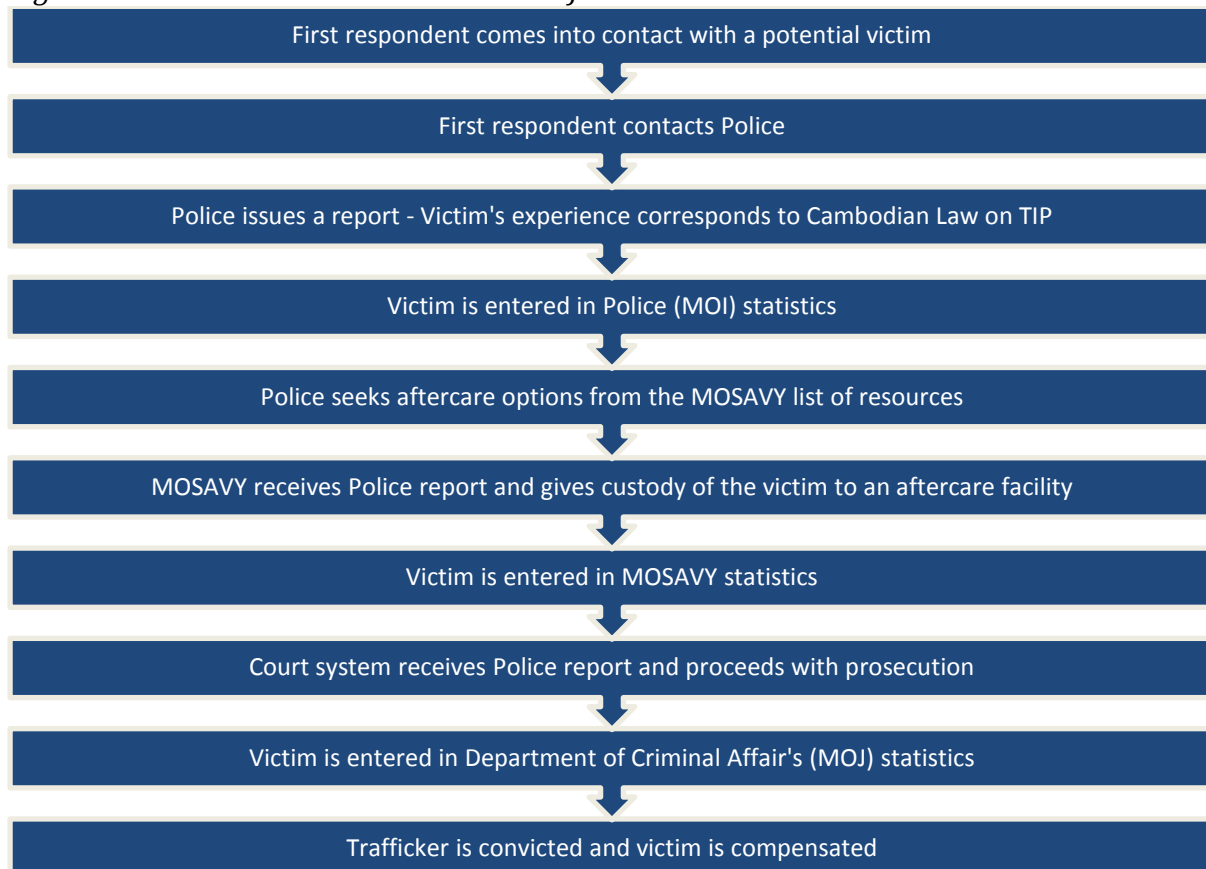 First respondent comes into contact with a potential victim
First respondent contacts Police
Police issues a report - Victim's experience corresponds to Cambodian Law on TIP
Victim is entered in Police (MOI) statistics
Police seeks aftercare options from the MOSAVY list of resources
MOSAVY receives Police report and gives custody of the victim to an aftercare facility
Victim is entered in MOSAVY statistics
Court system receives Police report and proceeds with prosecution
Victim is entered in Department of Criminal Affair's (MOJ) statistics
Trafficker is convicted and victim is compensated